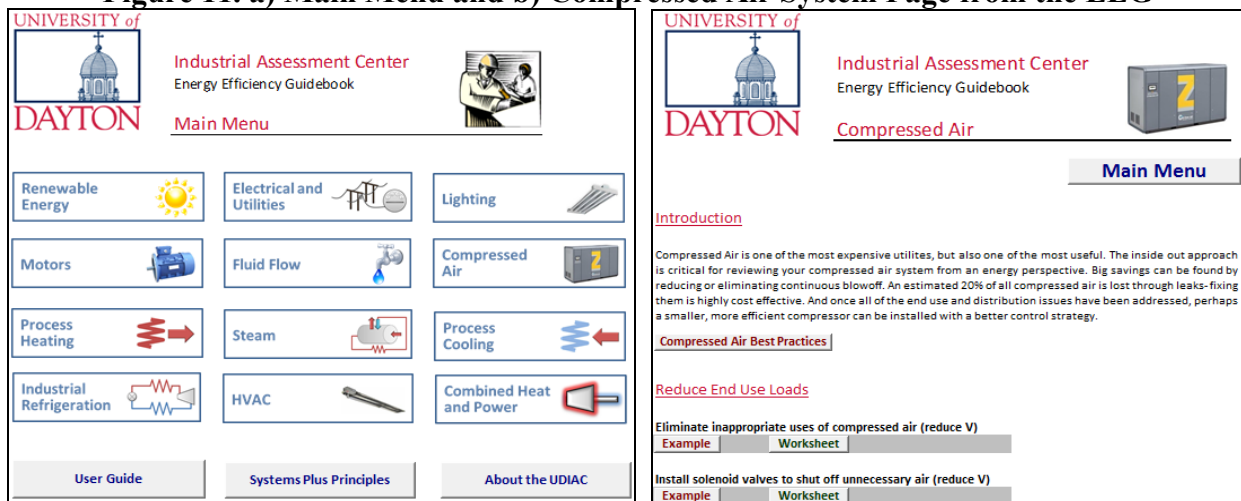 Figure 11. a) Main Menu and b) Compressed Air System Page from the EEG
UNIVERSITY of
DAYTON
Industrial Assessment Center
Energy Efficiency Guidebook
Main Menu
Renewable
Energy
Electrical and
Utilities
Lighting
Motors
Fluid Flow
Compressed
Air
Process
Heating
Steam
Process
Cooling
Industrial
Refrigeration
HVAC
Combined Heat
and Power
User Guide
Systems Plus Principles
About the UDIAC
UNIVERSITY of
DAYTON
Industrial Assessment Center
Energy Efficiency Guidebook
Compressed Air
Z
Main Menu
Introduction
Compressed Air is one of the most expensive utilites, but also one of the most useful. The inside out approach
is critical for reviewing your compressed air system from an energy perspective. Big savings can be found by
reducing or eliminating continuous blowoff. An estimated 20% of all compressed air is lost through leaks-fixing
them is highly cost effective. And once all of the end use and distribution issues have been addressed, perhaps
a smaller, more efficient compressor can be installed with a better control strategy.
Compressed Air Best Practices
Reduce End Use Loads
Eliminate inappropriate uses of compressed air (reduce V)
Example Worksheet
Install solenoid valves to shut off unnecessary air (reduce V)
Example Worksheet